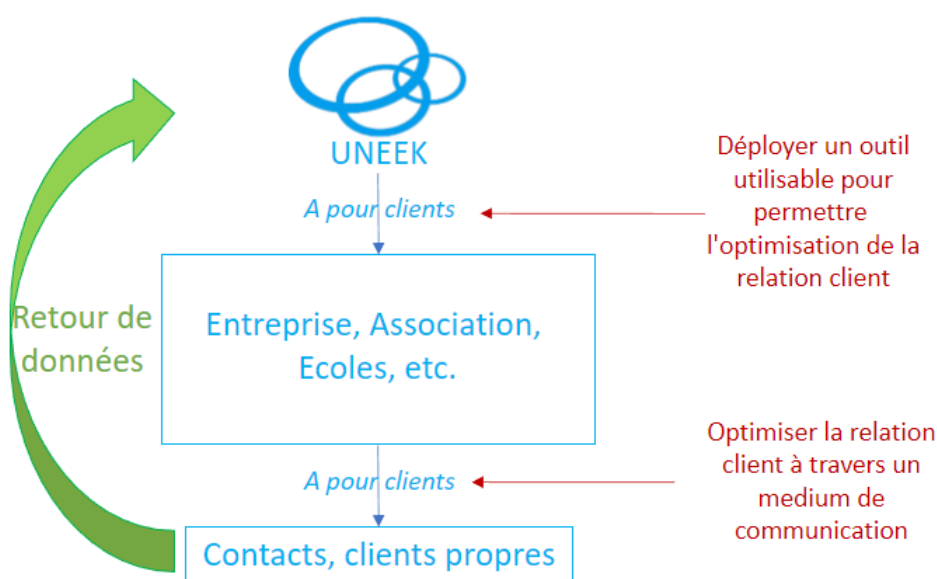 UNEEK
A pour clients
Déployer un outil
utilisable pour
permettre
l'optimisation de la
relation client
Retour de
données
Entreprise, Association,
Ecoles, etc.
A pour clients
Optimiser la relation
client à travers un
medium de
communication
Contacts, clients propres